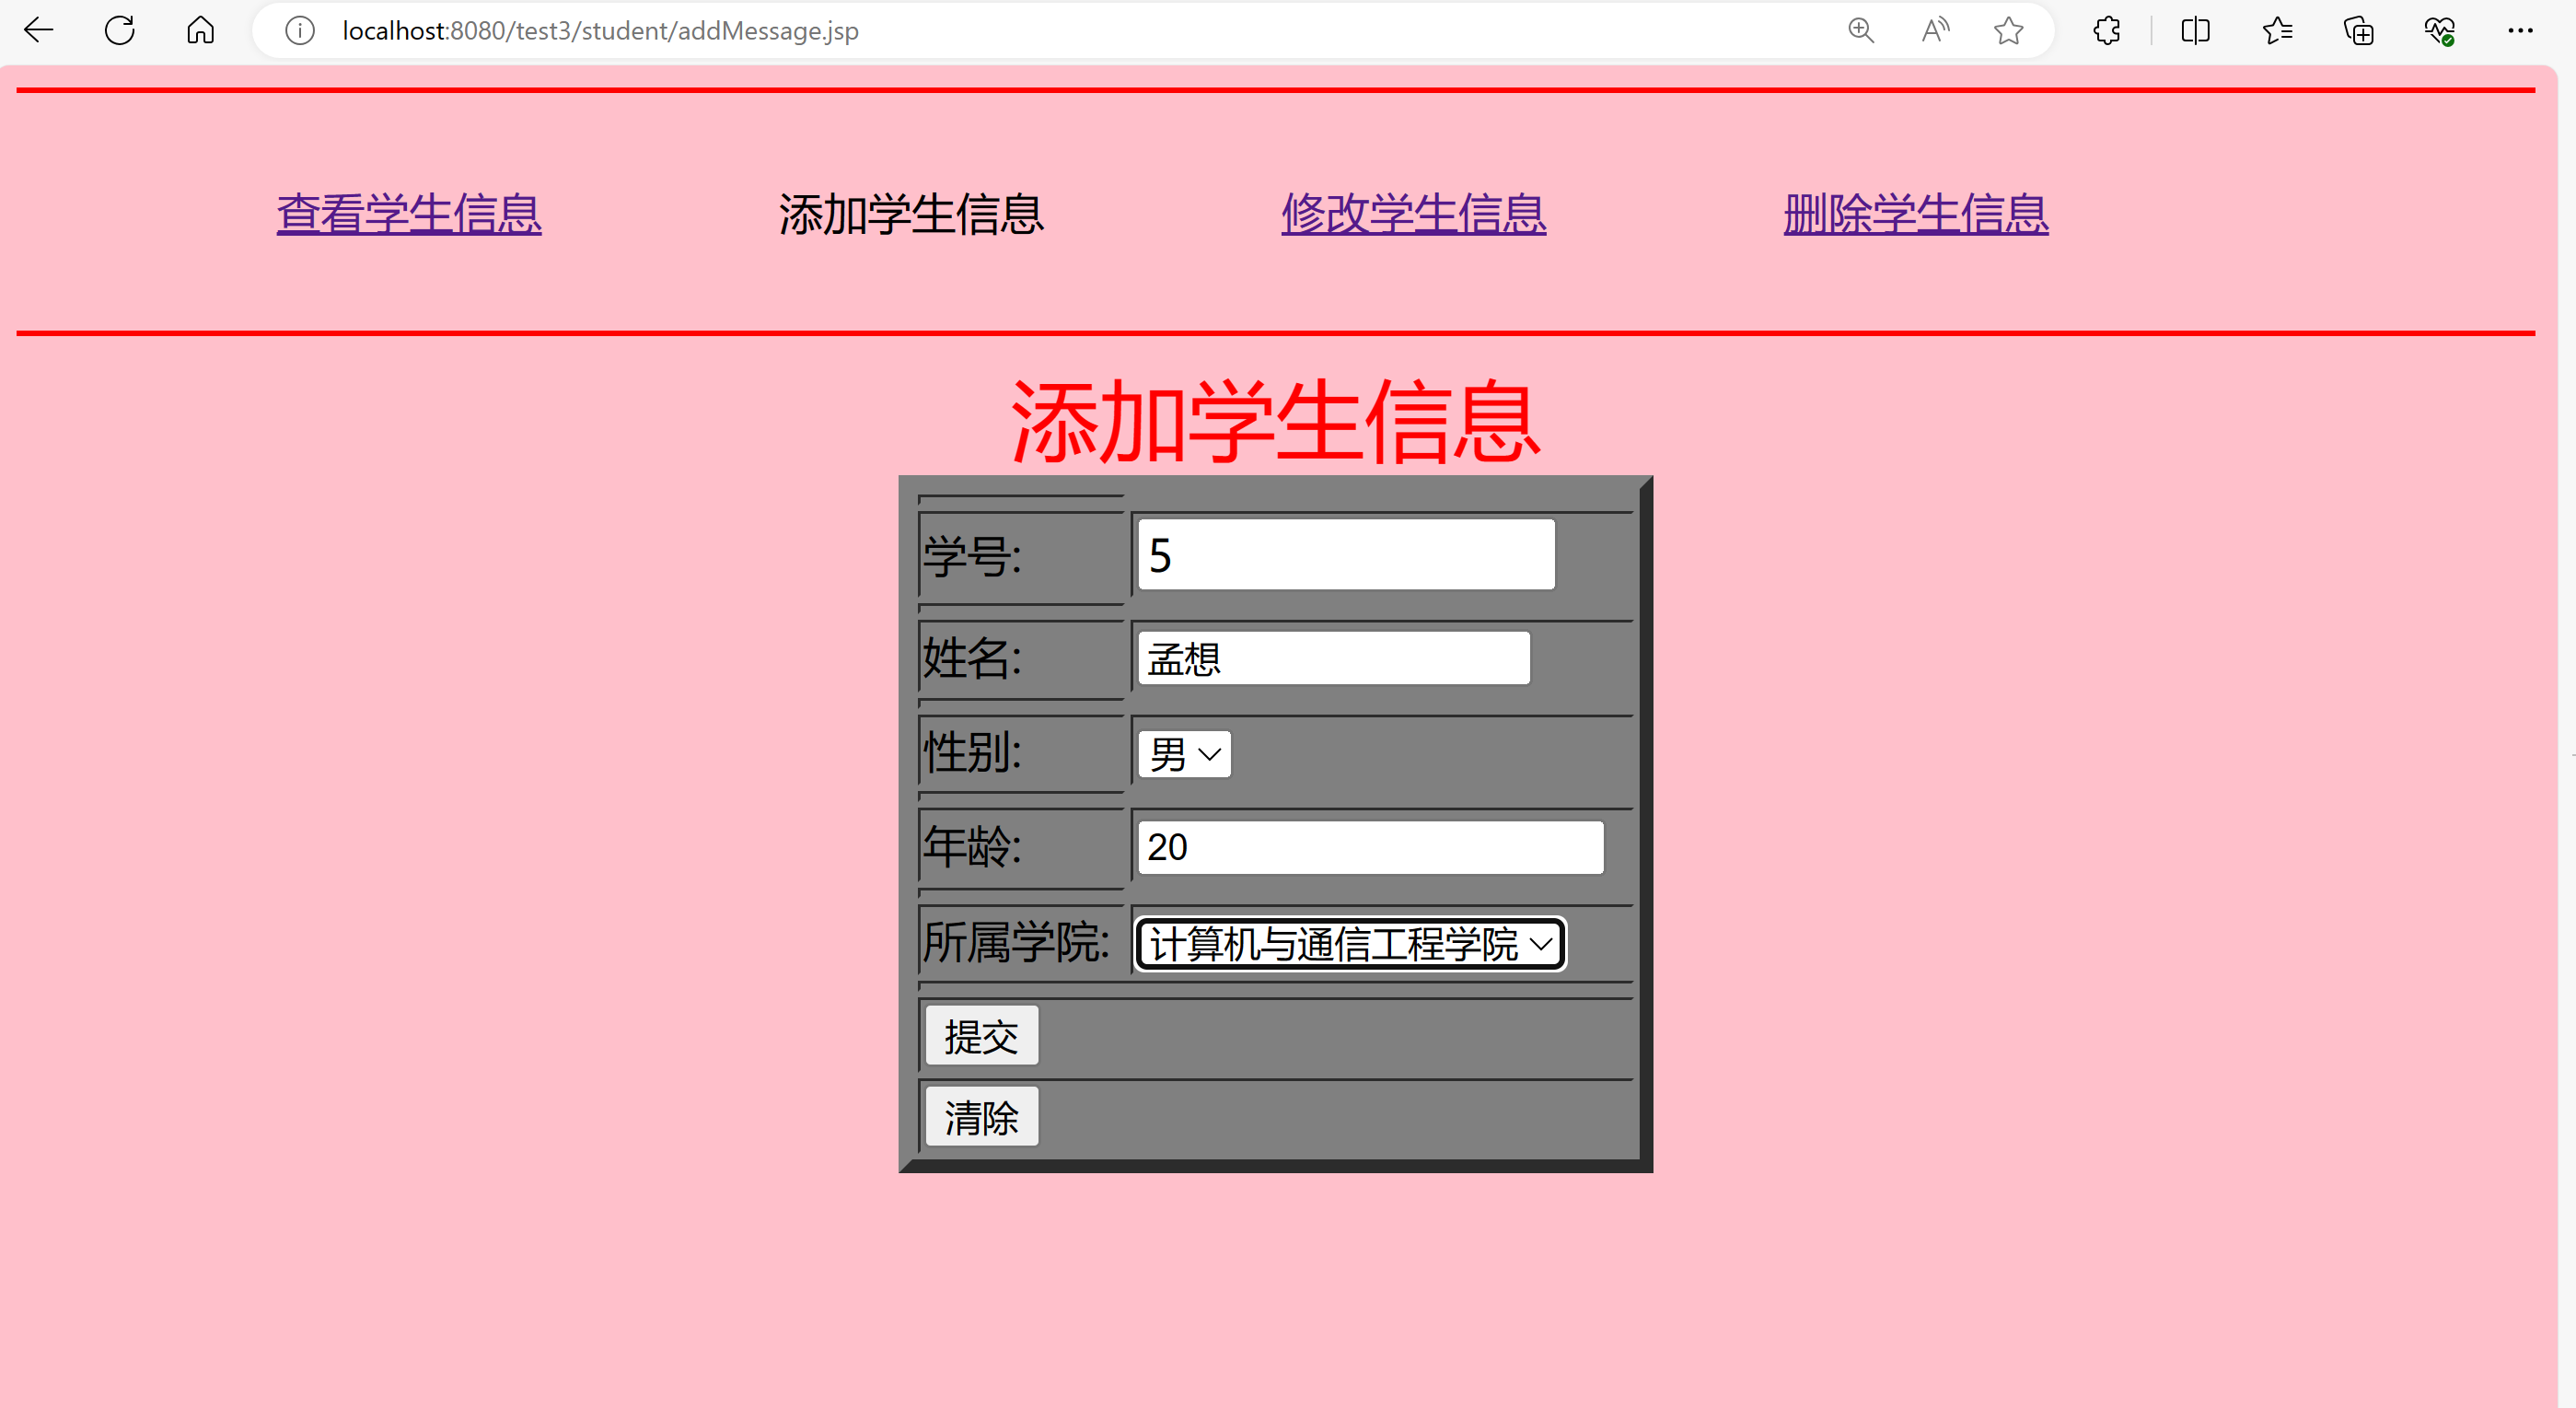 localhost:8080/test3/student/addMessage.jsp
查看学生信息 添加学生信息 修改学生信息 删除学生信息
添加学生信息
学号: 5
姓名: 孟想
性别: 男
年龄: 20
所属学院: 计算机与通信工程学院
提交
清除